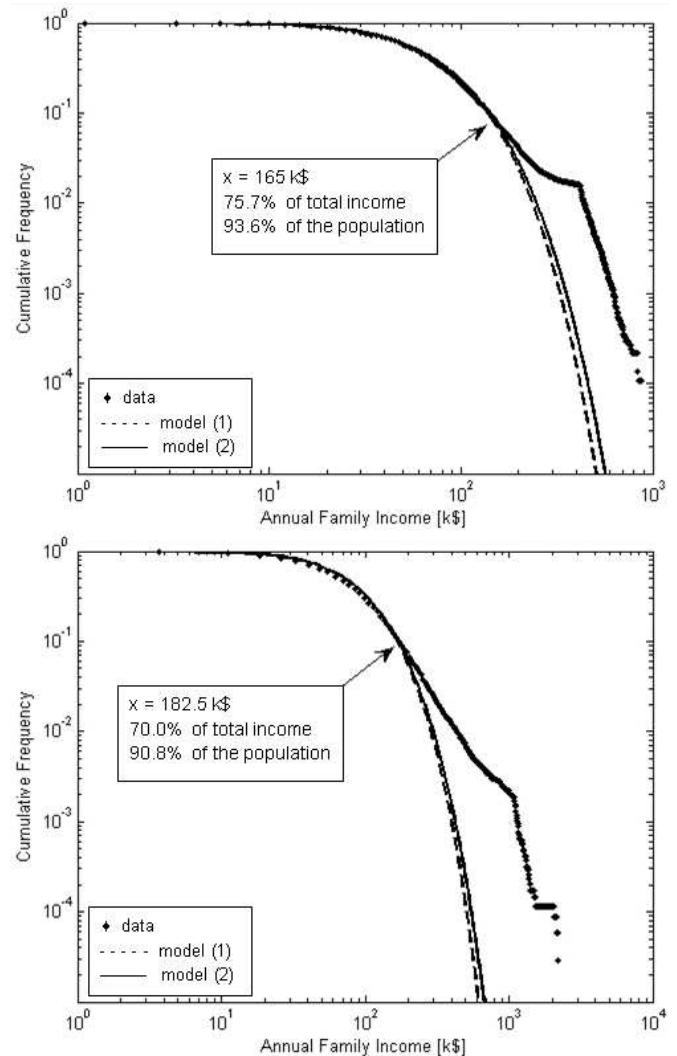 10^0
10^-1
10^-2
10^-3
10^-4
Cumulative Frequency
x = 165 k$
75.7% of total income
93.6% of the population
data
model (1)
model (2)
10^0 10^1 10^2 10^3
Annual Family Income [k$]
10^0
10^-1
10^-2
10^-3
10^-4
Cumulative Frequency
x = 182.5 k$
70.0% of total income
90.8% of the population
data
model (1)
model (2)
10^0 10^1 10^2 10^3 10^4
Annual Family Income [k$]